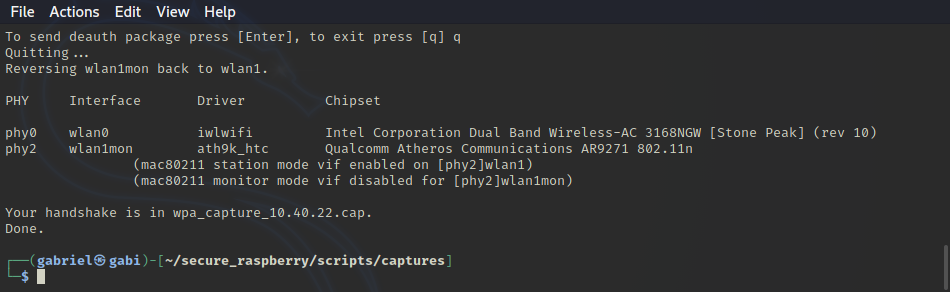 File Actions Edit View Help
To send deauth package press [Enter], to exit press [q] q
Quitting...
Reversing wlan1mon back to wlan1.
PHY Interface Driver Chipset
phy0 wlan0 iwlwifi Intel Corporation Dual Band Wireless-AC 3168NGW [Stone Peak] (rev 10)
phy2 wlan1mon ath9k_htc Qualcomm Atheros Communications AR9271 802.11n
(mac80211 station mode vif enabled on [phy2]wlan1)
(mac80211 monitor mode vif disabled for [phy2]wlan1mon)
Your handshake is in wpa_capture_10.40.22.cap.
Done.
┌──(gabriel㉿gabi)-[~/secure_raspberry/scripts/captures]
└─$